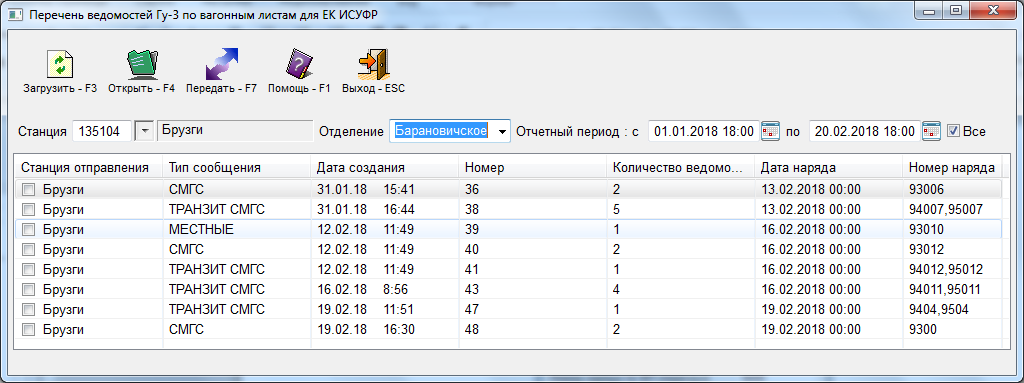 Перечень ведомостей Гу-3 по вагонным листам для ЕК ИСУФР
Загрузить - F3 Открыть - F4 Передать - F7 Помощь - F1 Выход - ESC
Станция 135104 Брузги Отделение Барановичское Отчетный период : с 01.01.2018 18:00 по 20.02.2018 18:00 Все
Станция отправления Тип сообщения Дата создания Номер Количество ведомо... Дата наряда Номер наряда
Брузги СМГС 31.01.18 15:41 36 2 13.02.2018 00:00 93006
Брузги ТРАНЗИТ СМГС 31.01.18 16:44 38 5 13.02.2018 00:00 94007,95007
Брузги МЕСТНЫЕ 12.02.18 11:49 39 1 16.02.2018 00:00 93010
Брузги СМГС 12.02.18 11:49 40 2 16.02.2018 00:00 93012
Брузги ТРАНЗИТ СМГС 12.02.18 11:49 41 1 16.02.2018 00:00 94012,95012
Брузги ТРАНЗИТ СМГС 16.02.18 8:56 43 4 16.02.2018 00:00 94011,95011
Брузги ТРАНЗИТ СМГС 19.02.18 11:51 47 1 19.02.2018 00:00 9404,9504
Брузги СМГС 19.02.18 16:30 48 2 19.02.2018 00:00 9300